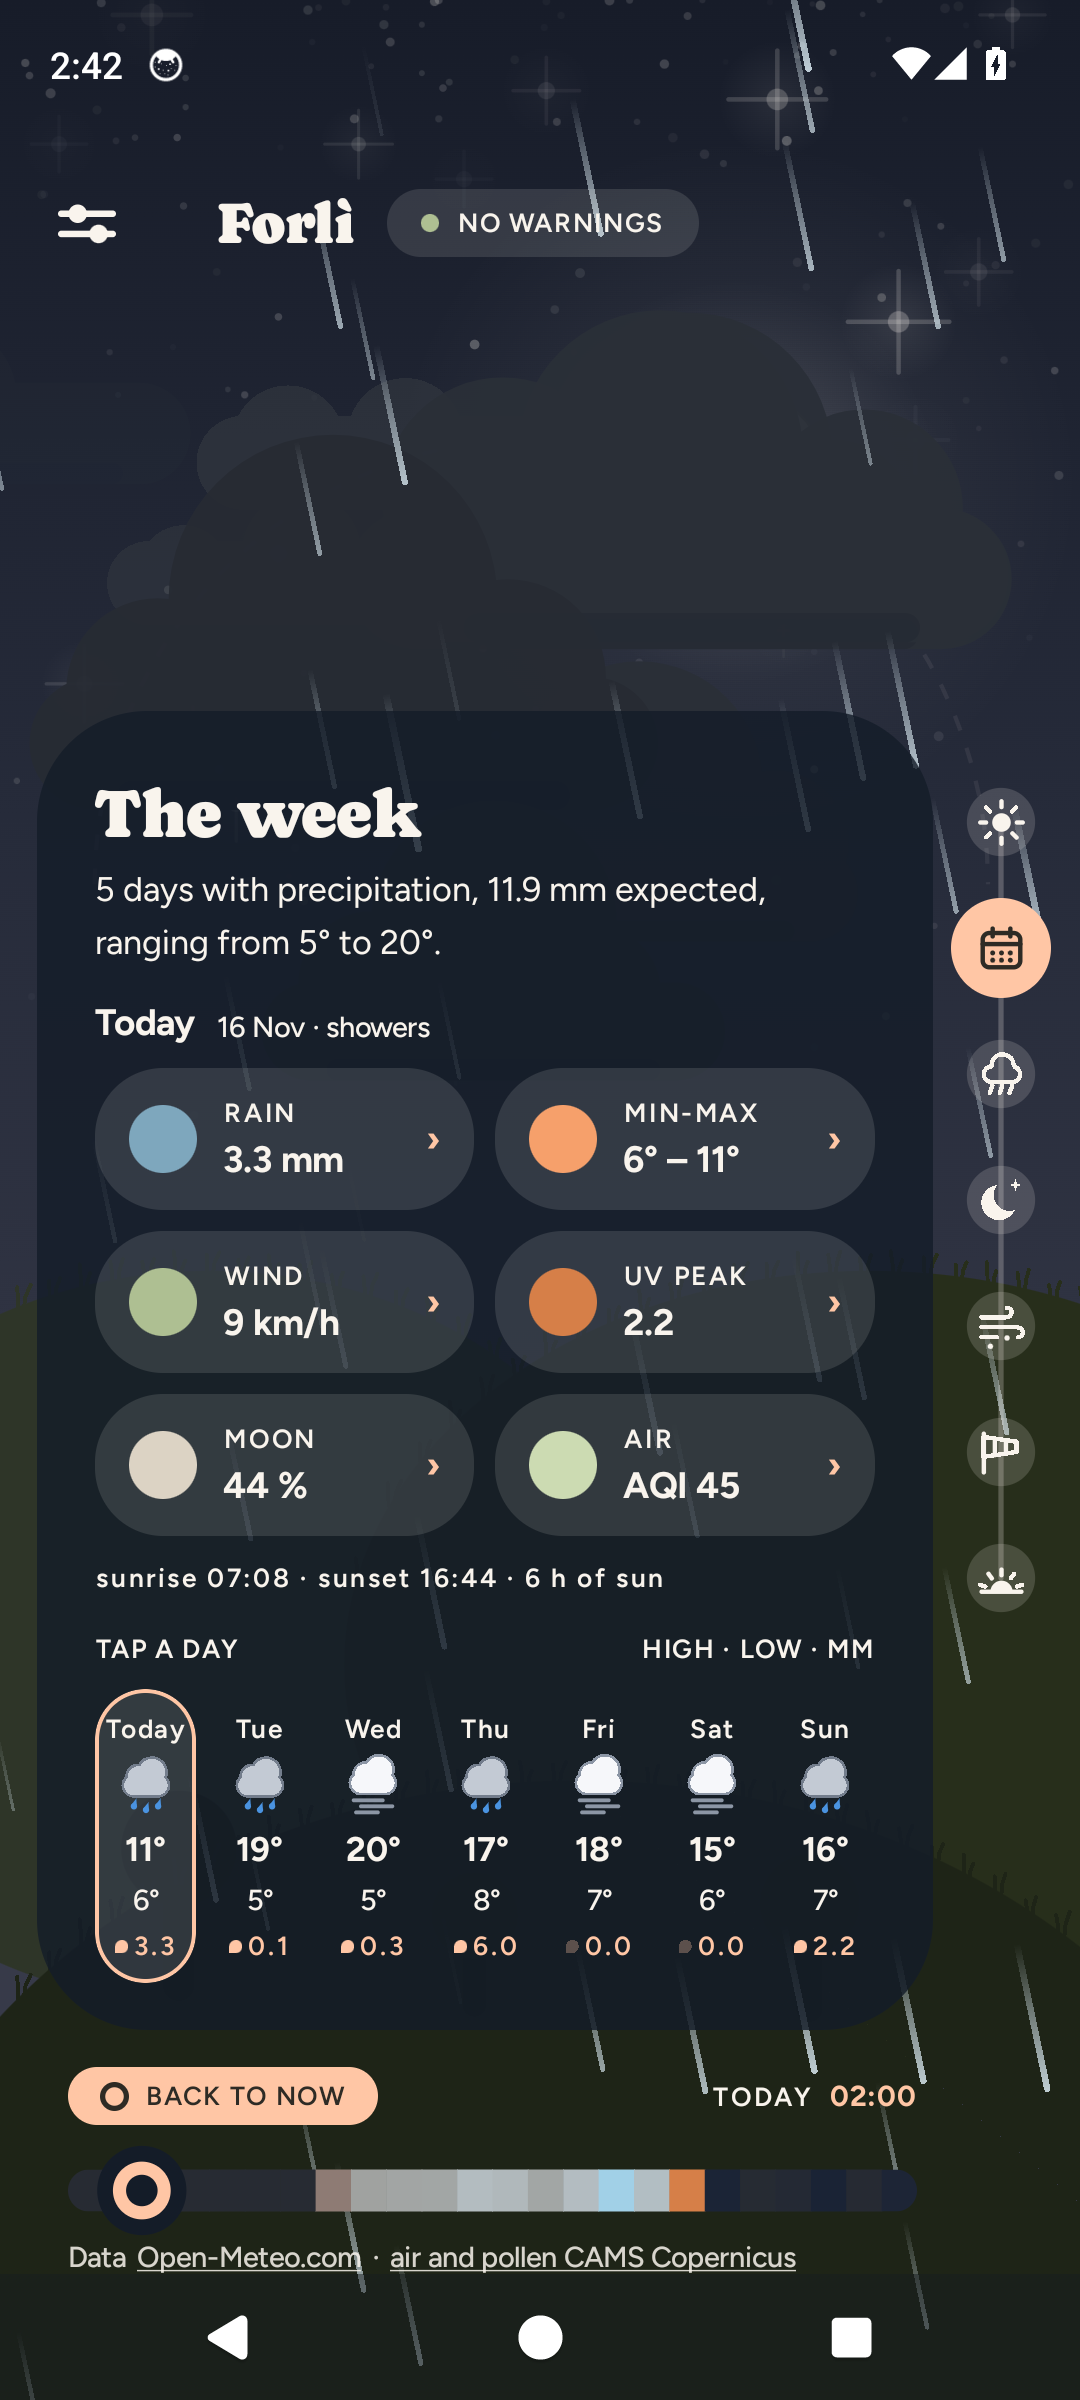 2:42
Forlì
NO WARNINGS
The week
5 days with precipitation, 11.9 mm expected,
ranging from 5° to 20°.
Today 16 Nov · showers
RAIN
3.3 mm ›
MIN-MAX
6° – 11° ›
WIND
9 km/h ›
UV PEAK
2.2 ›
MOON
44 % ›
AIR
AQI 45 ›
sunrise 07:08 · sunset 16:44 · 6 h of sun
TAP A DAY HIGH · LOW · MM
Today Tue Wed Thu Fri Sat Sun
11° 19° 20° 17° 18° 15° 16°
6° 5° 5° 8° 7° 6° 7°
3.3 0.1 0.3 6.0 0.0 0.0 2.2
BACK TO NOW TODAY 02:00
Data Open-Meteo.com · air and pollen CAMS Copernicus